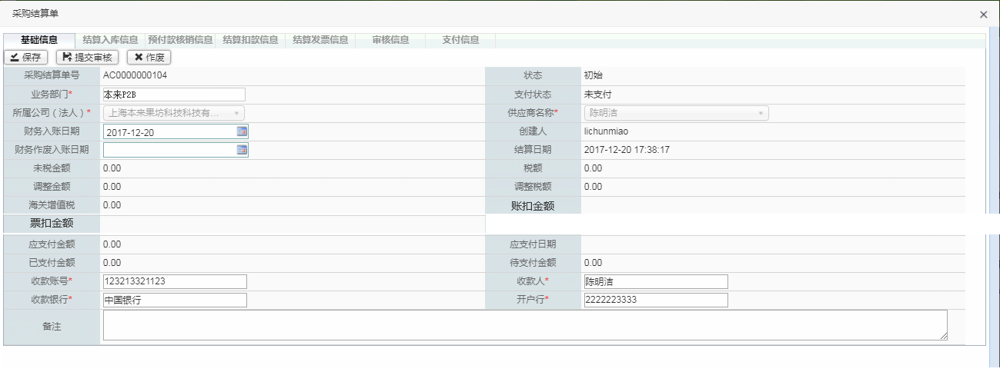 采购结算单
基础信息 结算入库信息 预付款核销信息 结算扣款信息 结算发票信息 审核信息 支付信息
保存 提交审核 作废
采购结算单号 AC0000000104 状态 初始
业务部门* 本来P2B 支付状态 未支付
所属公司（法人）* 上海本来果坊科技科技有... 供应商名称* 陈明洁
财务入账日期 2017-12-20 创建人 lichunmiao
财务作废入账日期 结算日期 2017-12-20 17:38:17
未税金额 0.00 税额 0.00
调整金额 0.00 调整税额 0.00
海关增值税 0.00 账扣金额
票扣金额
应支付金额 0.00 应支付日期
已支付金额 0.00 待支付金额 0.00
收款账号* 123213321123 收款人* 陈明洁
收款银行* 中国银行 开户行* 2222223333
备注